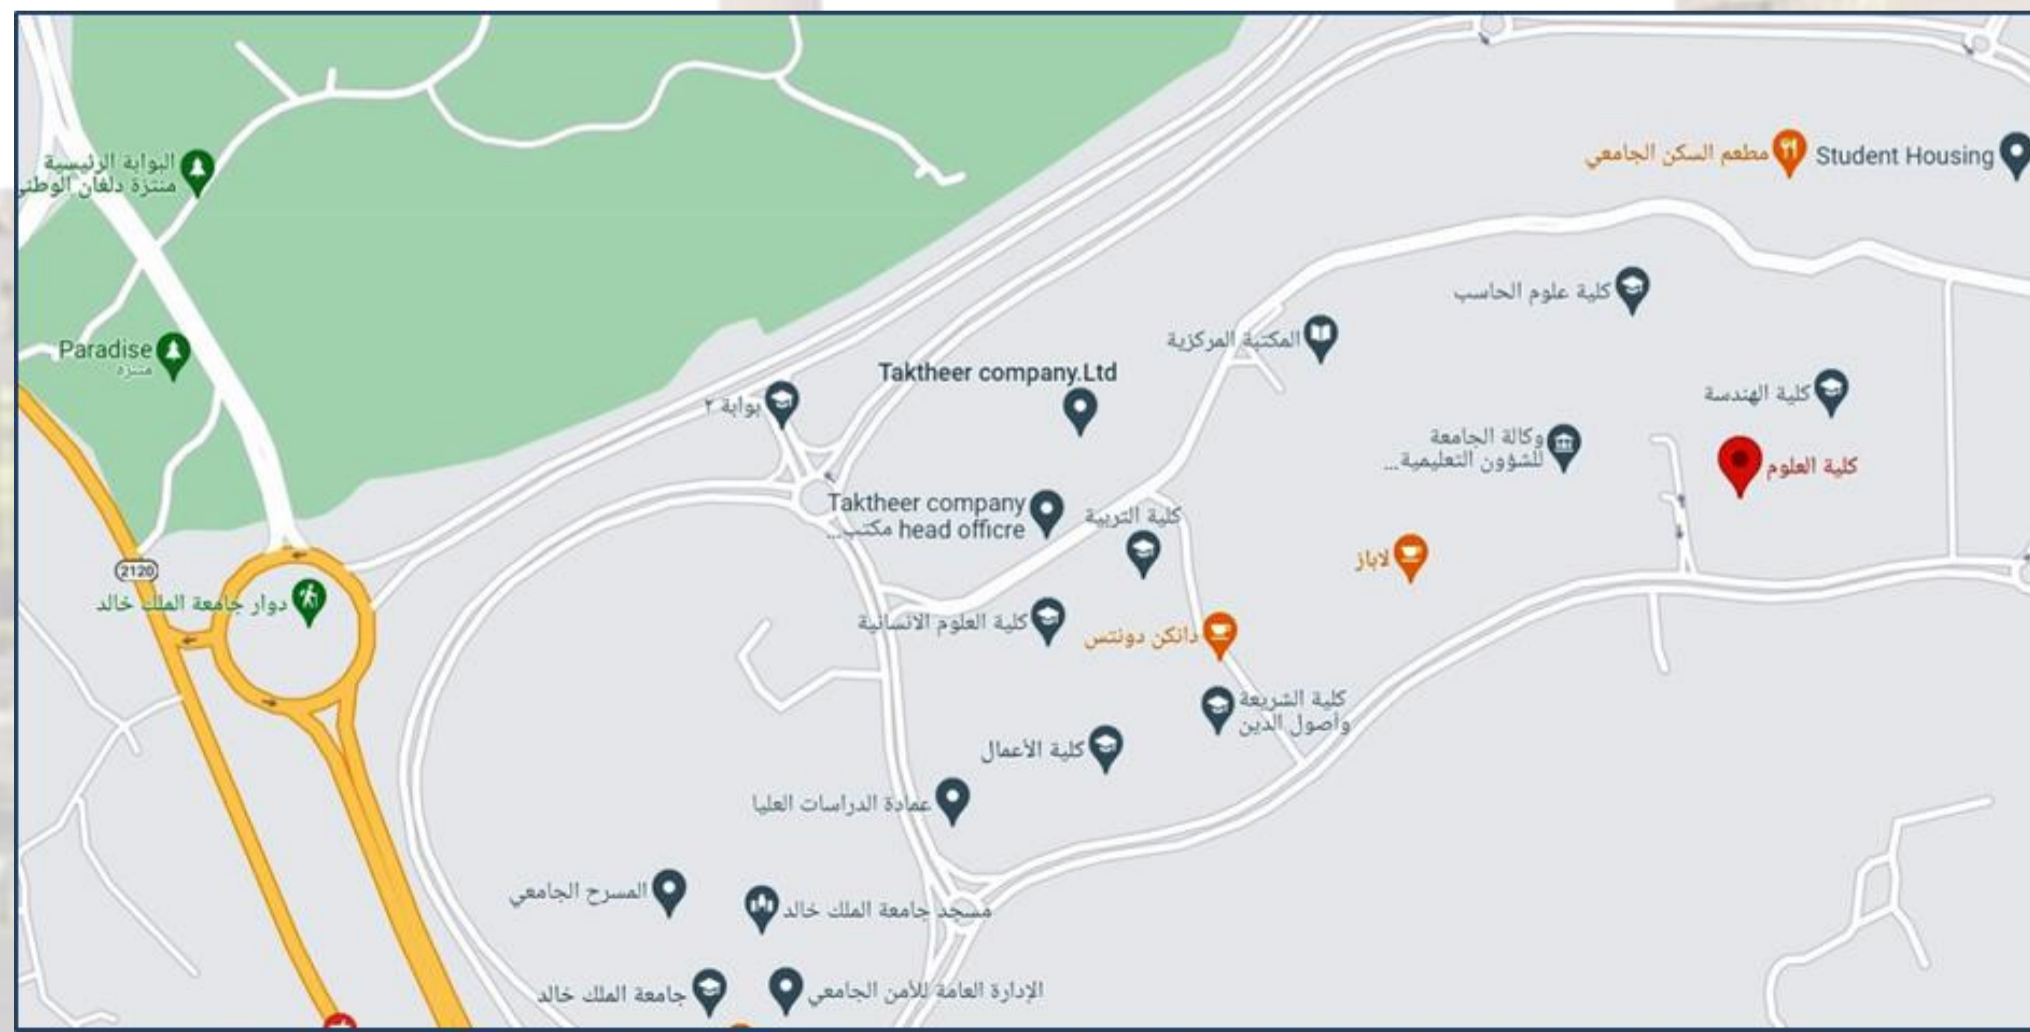 البوابة الرئيسية
منتزة دلغان الوطني
مطعم السكن الجامعي
Student Housing
كلية علوم الحاسب
المكتبة المركزية
Paradise
منتزه
Taktheer company.Ltd
بوابة ٢
كلية الهندسة
وكالة الجامعة
للشؤون التعليمية...
كلية العلوم
Taktheer company
head officre مكتب...
كلية التربية
لاباز
2120
دوار جامعة الملك خالد
كلية العلوم الانسانية
دانكن دونتس
كلية الشريعة
وأصول الدين
كلية الأعمال
عمادة الدراسات العليا
المسرح الجامعي
مسجد جامعة الملك خالد
جامعة الملك خالد
الإدارة العامة للأمن الجامعي